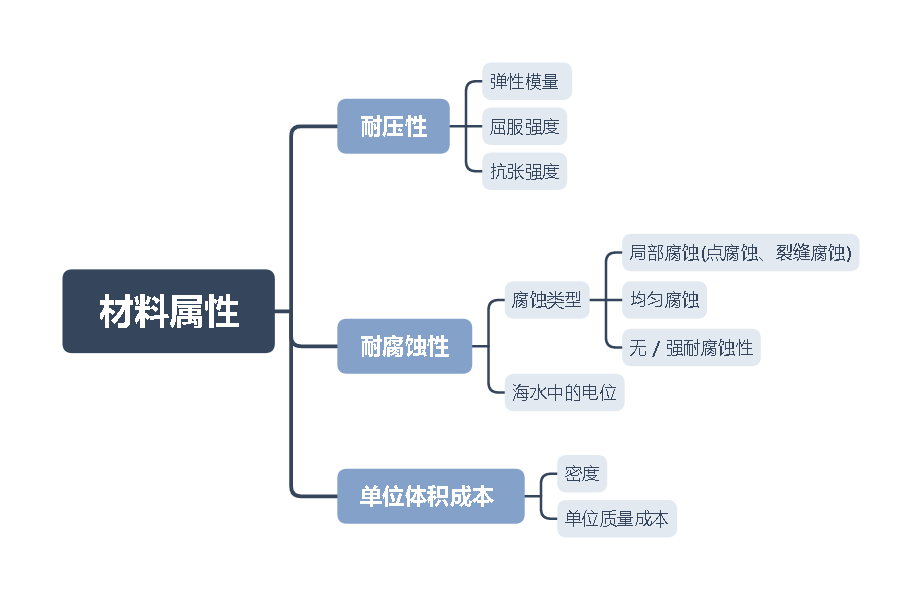 材料属性
耐压性
弹性模量
屈服强度
抗张强度
耐腐蚀性
腐蚀类型
局部腐蚀(点腐蚀、裂缝腐蚀)
均匀腐蚀
无 / 强耐腐蚀性
海水中的电位
单位体积成本
密度
单位质量成本